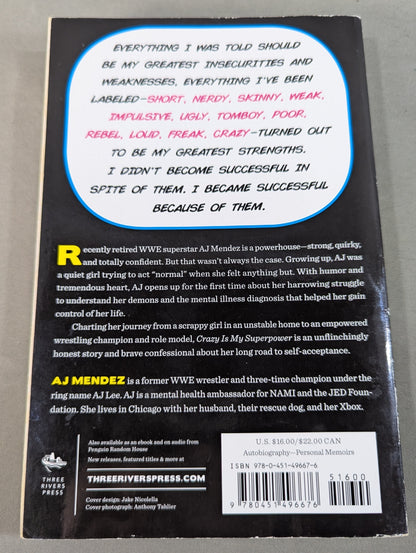 EVERYTHING I WAS TOLD SHOULD
BE MY GREATEST INSECURITIES AND
WEAKNESSES, EVERYTHING I'VE BEEN
LABELED—SHORT, NERDY, SKINNY, WEAK,
IMPULSIVE, UGLY, TOMBOY, POOR,
REBEL, LOUD, FREAK, CRAZY—TURNED OUT
TO BE MY GREATEST STRENGTHS.
I DIDN'T BECOME SUCCESSFUL IN
SPITE OF THEM. I BECAME SUCCESSFUL
BECAUSE OF THEM.
Recently retired WWE superstar AJ Mendez is a powerhouse—strong, quirky,
and totally confident. But that wasn't always the case. Growing up, AJ was
a quiet girl trying to act “normal” when she felt anything but. With humor and
tremendous heart, AJ opens up for the first time about her harrowing struggle
to understand her demons and the mental illness diagnosis that helped her gain
control of her life.
Charting her journey from a scrappy girl in an unstable home to an empowered
wrestling champion and role model, Crazy Is My Superpower is an unflinchingly
honest story and brave confessional about her long road to self-acceptance.
AJ MENDEZ is a former WWE wrestler and three-time champion under the
ring name AJ Lee. AJ is a mental health ambassador for NAMI and the JED Foun-
dation. She lives in Chicago with her husband, their rescue dog, and her Xbox.
THREE
RIVERS
PRESS
Also available as an ebook and on audio from
Penguin Random House
New releases, featured titles & more at
THREERIVERSPRESS.COM
Cover design: Jake Nicolella
Cover photograph: Anthony Tahlier
U.S. $16.00/$22.00 CAN
Autobiography—Personal Memoirs
ISBN 978-0-451-49667-6
51600
9 780451 496676